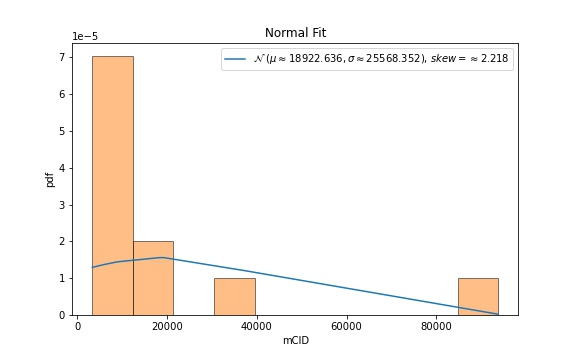 Normal Fit
1e−5
𝒩 (μ ≈ 18922.636, σ ≈ 25568.352), skew = ≈ 2.218
7
6
5
4
3
2
1
0
pdf
0 20000 40000 60000 80000
mCID